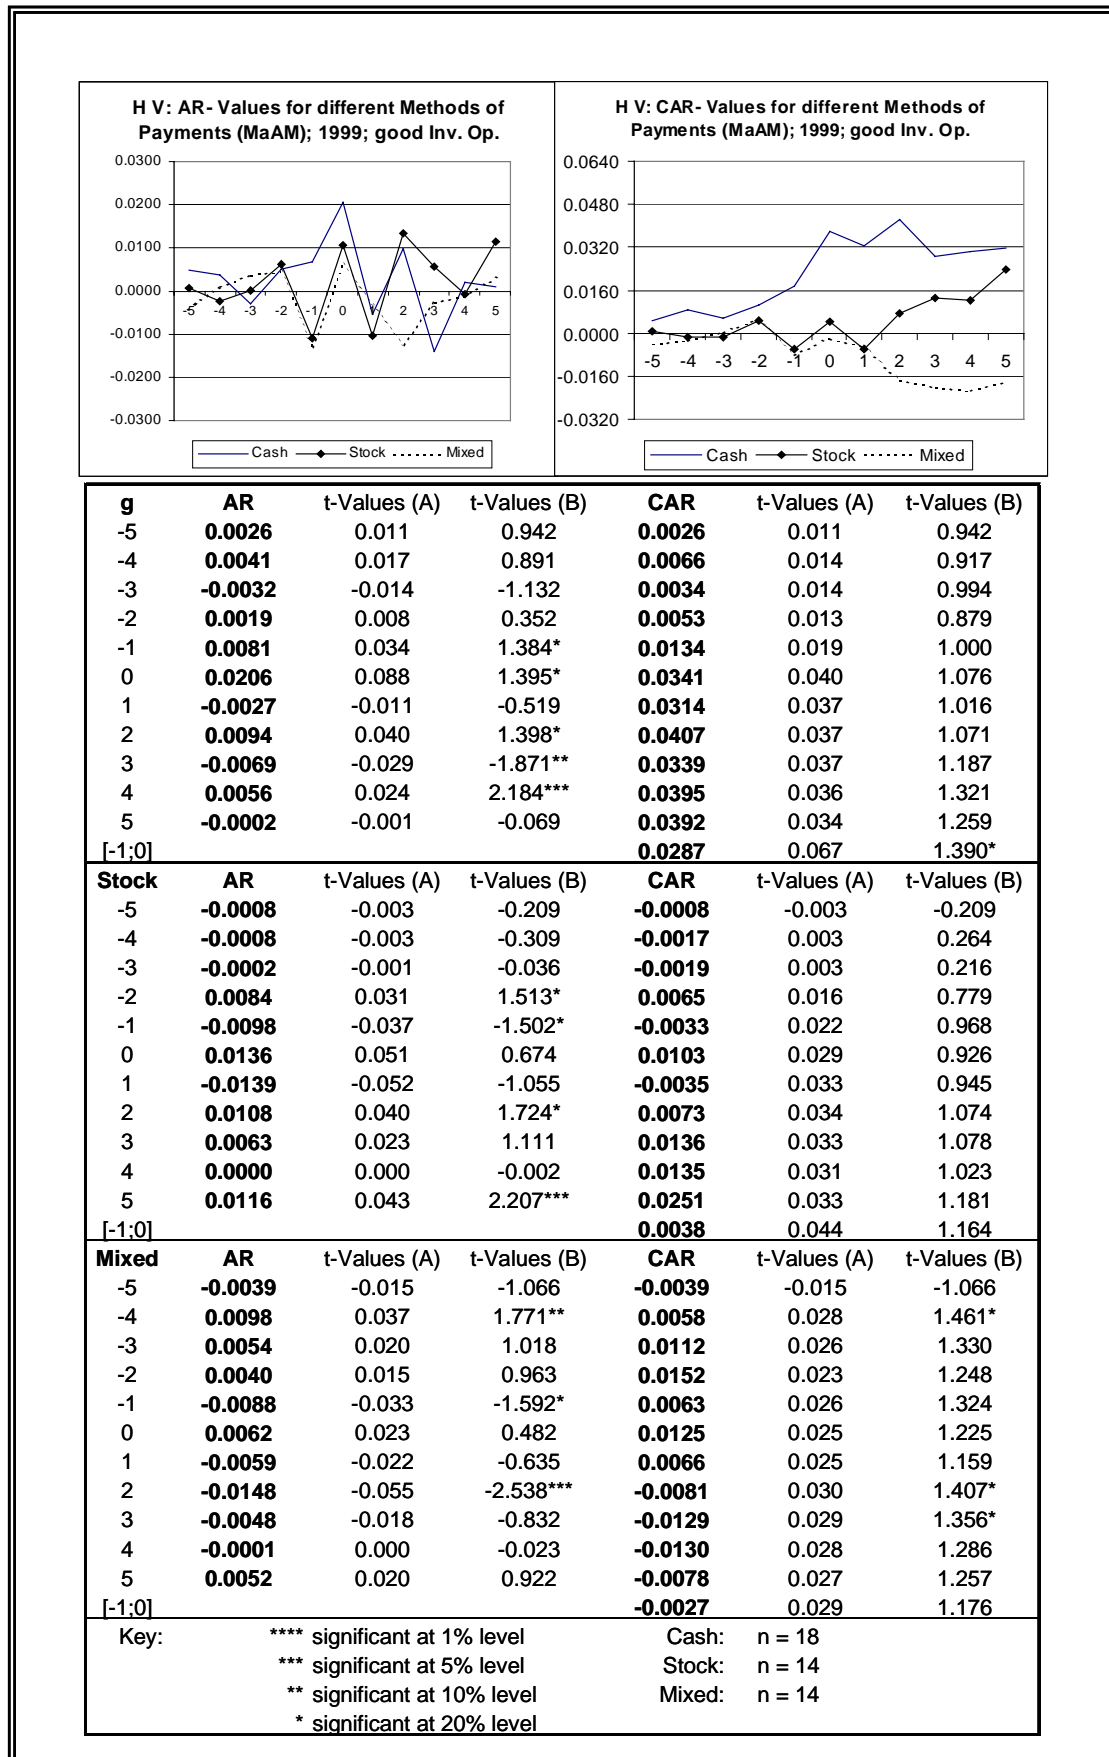 H V: AR- Values for different Methods of
Payments (MaAM); 1999; good Inv. Op.
0.0300
0.0200
0.0100
0.0000
-0.0100
-0.0200
-0.0300
-5 -4 -3 -2 -1 0 1 2 3 4 5
Cash Stock Mixed
H V: CAR- Values for different Methods of
Payments (MaAM); 1999; good Inv. Op.
0.0640
0.0480
0.0320
0.0160
0.0000
-0.0160
-0.0320
-5 -4 -3 -2 -1 0 1 2 3 4 5
Cash Stock Mixed
g AR t-Values (A) t-Values (B) CAR t-Values (A) t-Values (B)
-5 0.0026 0.011 0.942 0.0026 0.011 0.942
-4 0.0041 0.017 0.891 0.0066 0.014 0.917
-3 -0.0032 -0.014 -1.132 0.0034 0.014 0.994
-2 0.0019 0.008 0.352 0.0053 0.013 0.879
-1 0.0081 0.034 1.384* 0.0134 0.019 1.000
0 0.0206 0.088 1.395* 0.0341 0.040 1.076
1 -0.0027 -0.011 -0.519 0.0314 0.037 1.016
2 0.0094 0.040 1.398* 0.0407 0.037 1.071
3 -0.0069 -0.029 -1.871** 0.0339 0.037 1.187
4 0.0056 0.024 2.184*** 0.0395 0.036 1.321
5 -0.0002 -0.001 -0.069 0.0392 0.034 1.259
[-1;0] 0.0287 0.067 1.390*
Stock AR t-Values (A) t-Values (B) CAR t-Values (A) t-Values (B)
-5 -0.0008 -0.003 -0.209 -0.0008 -0.003 -0.209
-4 -0.0008 -0.003 -0.309 -0.0017 0.003 0.264
-3 -0.0002 -0.001 -0.036 -0.0019 0.003 0.216
-2 0.0084 0.031 1.513* 0.0065 0.016 0.779
-1 -0.0098 -0.037 -1.502* -0.0033 0.022 0.968
0 0.0136 0.051 0.674 0.0103 0.029 0.926
1 -0.0139 -0.052 -1.055 -0.0035 0.033 0.945
2 0.0108 0.040 1.724* 0.0073 0.034 1.074
3 0.0063 0.023 1.111 0.0136 0.033 1.078
4 0.0000 0.000 -0.002 0.0135 0.031 1.023
5 0.0116 0.043 2.207*** 0.0251 0.033 1.181
[-1;0] 0.0038 0.044 1.164
Mixed AR t-Values (A) t-Values (B) CAR t-Values (A) t-Values (B)
-5 -0.0039 -0.015 -1.066 -0.0039 -0.015 -1.066
-4 0.0098 0.037 1.771** 0.0058 0.028 1.461*
-3 0.0054 0.020 1.018 0.0112 0.026 1.330
-2 0.0040 0.015 0.963 0.0152 0.023 1.248
-1 -0.0088 -0.033 -1.592* 0.0063 0.026 1.324
0 0.0062 0.023 0.482 0.0125 0.025 1.225
1 -0.0059 -0.022 -0.635 0.0066 0.025 1.159
2 -0.0148 -0.055 -2.538*** -0.0081 0.030 1.407*
3 -0.0048 -0.018 -0.832 -0.0129 0.029 1.356*
4 -0.0001 0.000 -0.023 -0.0130 0.028 1.286
5 0.0052 0.020 0.922 -0.0078 0.027 1.257
[-1;0] -0.0027 0.029 1.176
Key: **** significant at 1% level Cash: n = 18
*** significant at 5% level Stock: n = 14
** significant at 10% level Mixed: n = 14
* significant at 20% level